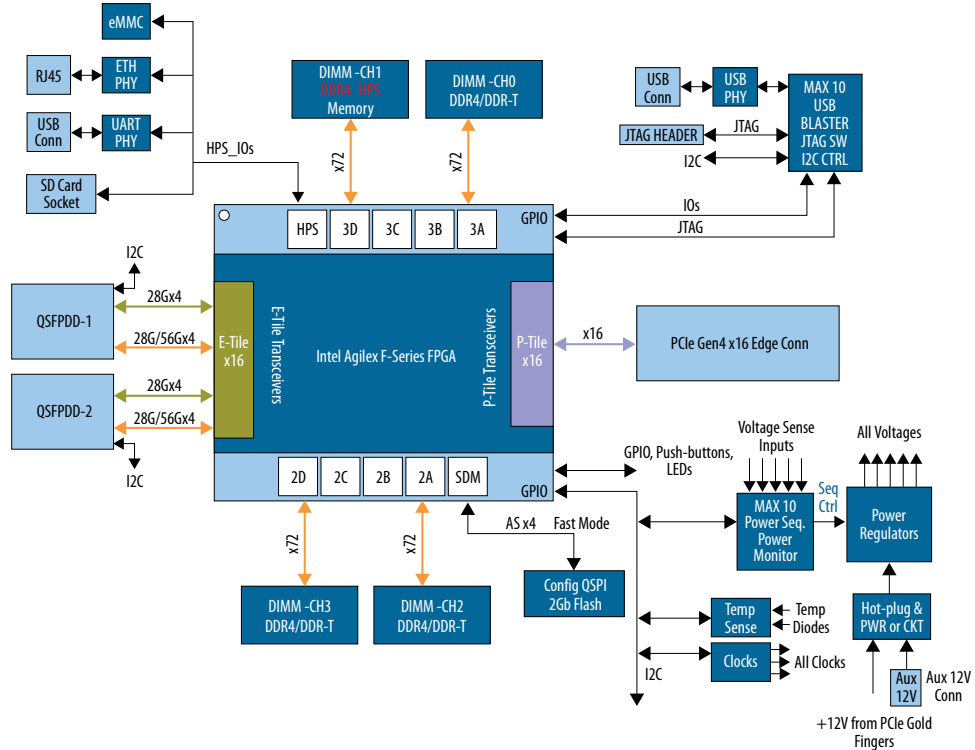 eMMC
RJ45
ETH
PHY
USB
Conn
UART
PHY
SD Card
Socket
HPS_IOs
DIMM -CH1
DDR4 -HPS
Memory
DIMM -CH0
DDR4/DDR-T
x72
x72
USB
Conn
USB
PHY
MAX 10
USB
BLASTER
JTAG SW
I2C CTRL
JTAG HEADER
JTAG
I2C
IOs
JTAG
HPS
3D
3C
3B
3A
GPIO
I2C
QSFPDD-1
28Gx4
28G/56Gx4
QSFPDD-2
28Gx4
28G/56Gx4
I2C
E-Tile
x16
E-Tile Transceivers
Intel Agilex F-Series FPGA
P-Tile Transceivers
P-Tile
x16
x16
PCIe Gen4 x16 Edge Conn
2D
2C
2B
2A
SDM
GPIO
GPIO, Push-buttons,
LEDs
x72
x72
AS x4
Fast Mode
DIMM -CH3
DDR4/DDR-T
DIMM -CH2
DDR4/DDR-T
Config QSPI
2Gb Flash
Voltage Sense
Inputs
All Voltages
MAX 10
Power Seq.
Power
Monitor
Seq
Ctrl
Power
Regulators
Temp
Sense
Temp
Diodes
Clocks
All Clocks
I2C
Hot-plug &
PWR or CKT
Aux
12V
Aux 12V
Conn
+12V from PCIe Gold
Fingers